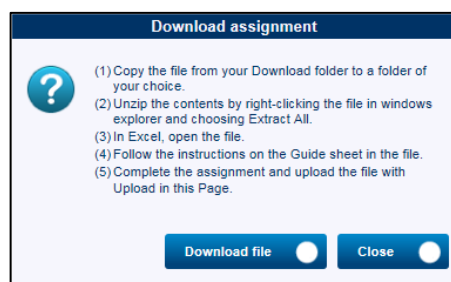 Download assignment
(1) Copy the file from your Download folder to a folder of
your choice.
(2) Unzip the contents by right-clicking the file in windows
explorer and choosing Extract All.
(3) In Excel, open the file.
(4) Follow the instructions on the Guide sheet in the file.
(5) Complete the assignment and upload the file with
Upload in this Page.
Download file
Close